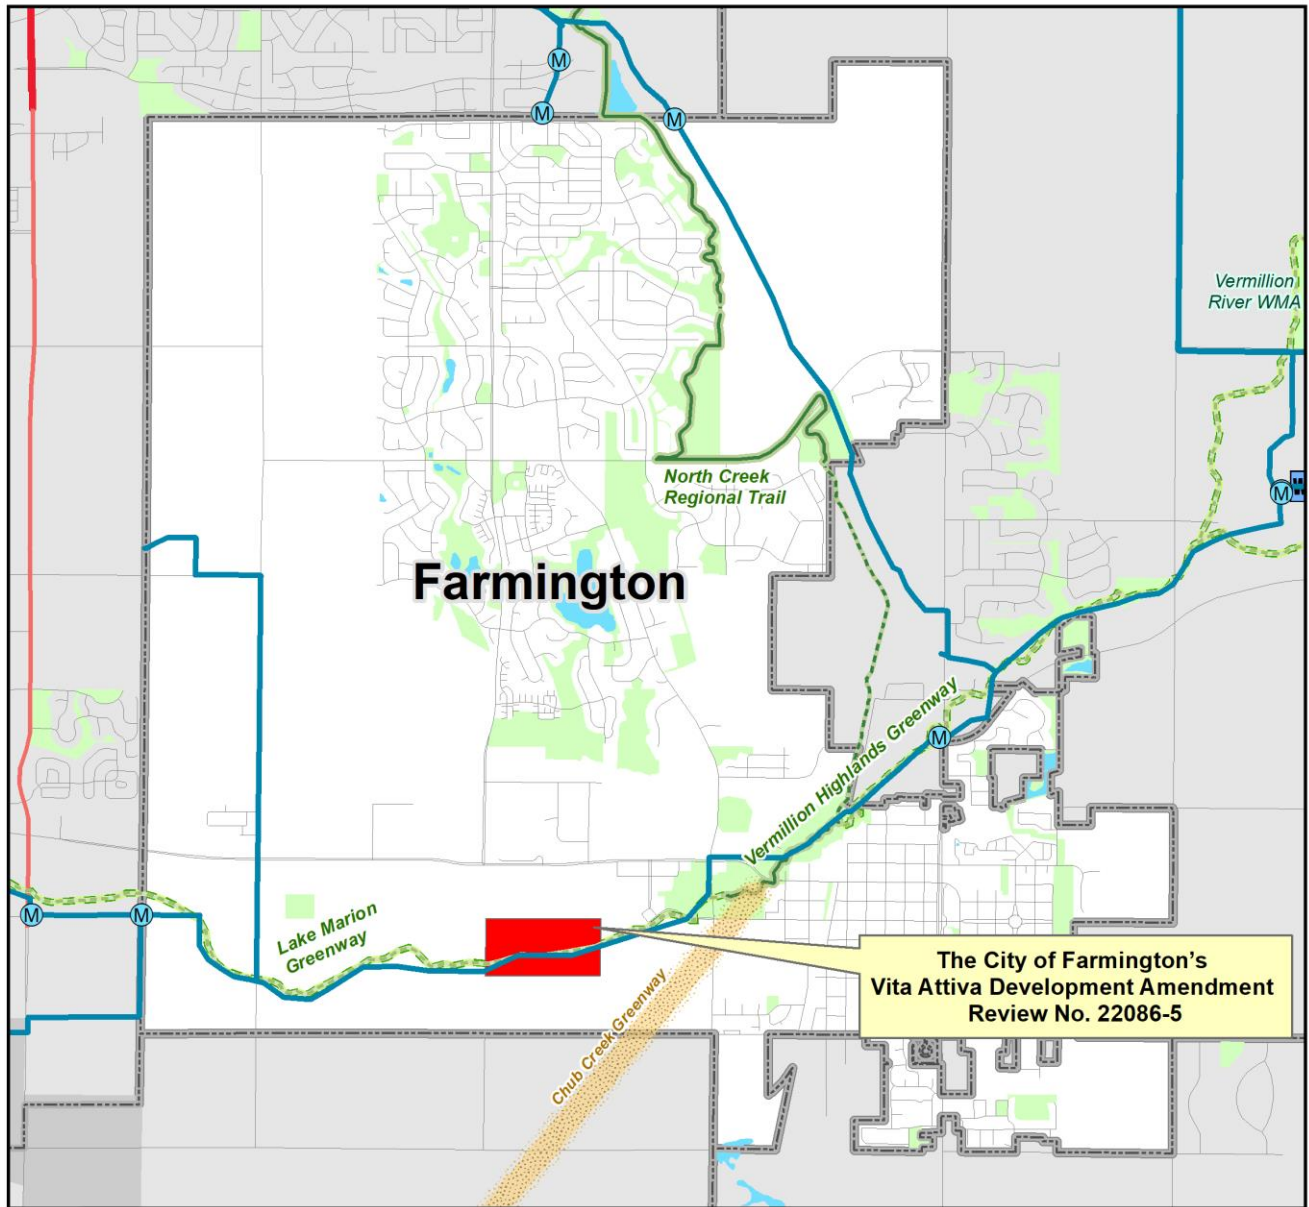 M
M
M
Vermillion
River WMA
North Creek
Regional Trail
M
Farmington
Vermillion Highlands Greenway
M
M
M
Lake Marion
Greenway
The City of Farmington's
Vita Attiva Development Amendment
Review No. 22086-5
Chub Creek Greenway